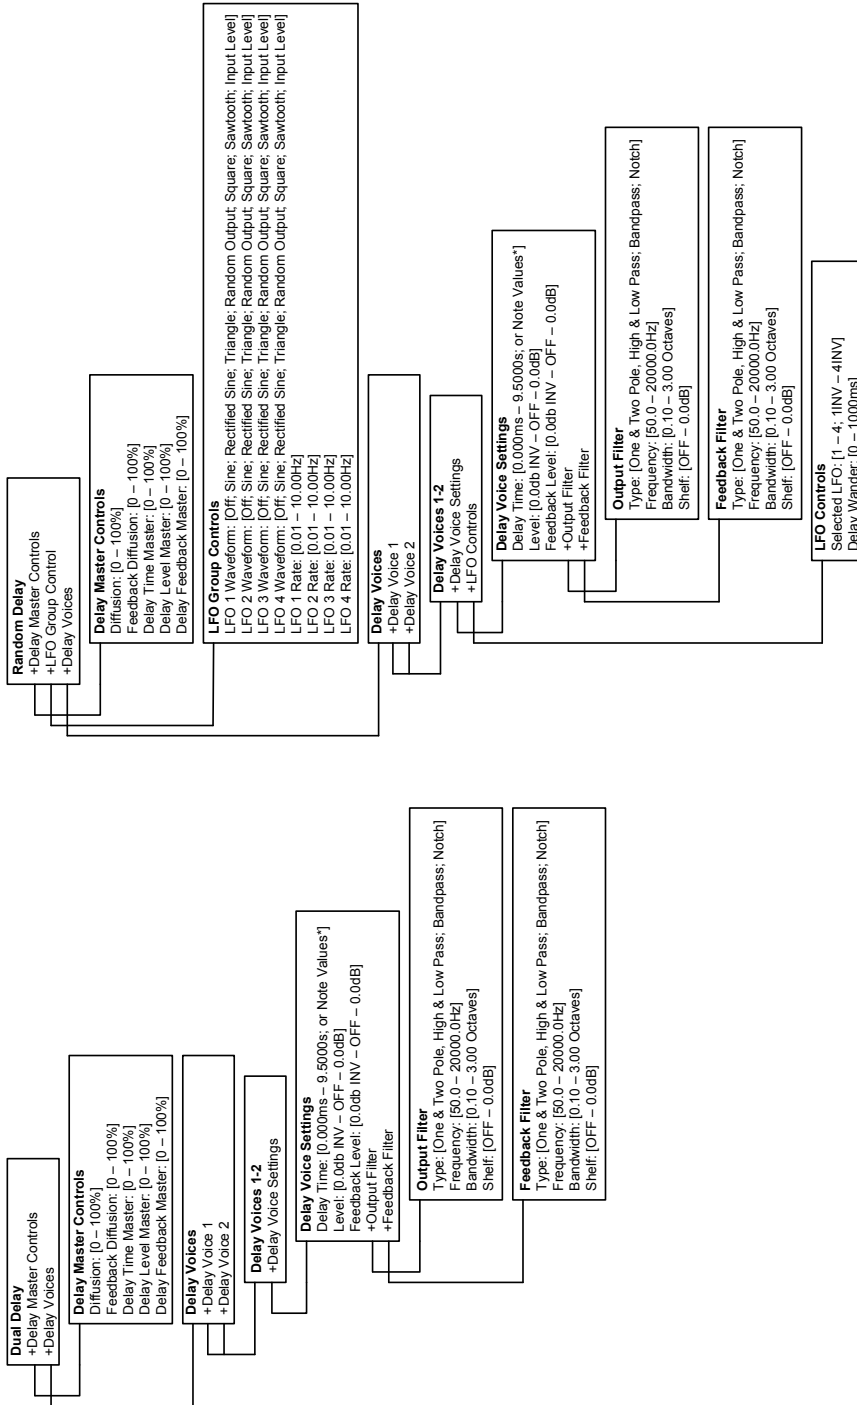 Dual Delay
+Delay Master Controls
+Delay Voices
Delay Master Controls
Diffusion: [0 – 100%]
Feedback Diffusion: [0 – 100%]
Delay Time Master: [0 – 100%]
Delay Level Master: [0 – 100%]
Delay Feedback Master: [0 – 100%]
Delay Voices
+Delay Voice 1
+Delay Voice 2
Delay Voices 1-2
+Delay Voice Settings
Delay Voice Settings
Delay Time: [0.000ms – 9.5000s; or Note Values*]
Level: [0.0db INV – OFF – 0.0dB]
Feedback Level: [0.0db INV – OFF – 0.0dB]
+Output Filter
+Feedback Filter
Output Filter
Type: [One & Two Pole, High & Low Pass; Bandpass; Notch]
Frequency: [50.0 – 20000.0Hz]
Bandwidth: [0.10 – 3.00 Octaves]
Shelf: [OFF – 0.0dB]
Feedback Filter
Type: [One & Two Pole, High & Low Pass; Bandpass; Notch]
Frequency: [50.0 – 20000.0Hz]
Bandwidth: [0.10 – 3.00 Octaves]
Shelf: [OFF – 0.0dB]
Random Delay
+Delay Master Controls
+LFO Group Control
+Delay Voices
Delay Master Controls
Diffusion: [0 – 100%]
Feedback Diffusion: [0 – 100%]
Delay Time Master: [0 – 100%]
Delay Level Master: [0 – 100%]
Delay Feedback Master: [0 – 100%]
LFO Group Controls
LFO 1 Waveform: [Off; Sine; Rectified Sine; Triangle; Random Output; Square; Sawtooth; Input Level]
LFO 2 Waveform: [Off; Sine; Rectified Sine; Triangle; Random Output; Square; Sawtooth; Input Level]
LFO 3 Waveform: [Off; Sine; Rectified Sine; Triangle; Random Output; Square; Sawtooth; Input Level]
LFO 4 Waveform: [Off; Sine; Rectified Sine; Triangle; Random Output; Square; Sawtooth; Input Level]
LFO 1 Rate: [0.01 – 10.00Hz]
LFO 2 Rate: [0.01 – 10.00Hz]
LFO 3 Rate: [0.01 – 10.00Hz]
LFO 4 Rate: [0.01 – 10.00Hz]
Delay Voices
+Delay Voice 1
+Delay Voice 2
Delay Voices 1-2
+Delay Voice Settings
+LFO Controls
Delay Voice Settings
Delay Time: [0.000ms – 9.5000s; or Note Values*]
Level: [0.0db INV – OFF – 0.0dB]
Feedback Level: [0.0db INV – OFF – 0.0dB]
+Output Filter
+Feedback Filter
Output Filter
Type: [One & Two Pole, High & Low Pass; Bandpass; Notch]
Frequency: [50.0 – 20000.0Hz]
Bandwidth: [0.10 – 3.00 Octaves]
Shelf: [OFF – 0.0dB]
Feedback Filter
Type: [One & Two Pole, High & Low Pass; Bandpass; Notch]
Frequency: [50.0 – 20000.0Hz]
Bandwidth: [0.10 – 3.00 Octaves]
Shelf: [OFF – 0.0dB]
LFO Controls
Selected LFO: [1 – 4; 1INV – 4INV]
Delay Wander: [0 – 1000ms]